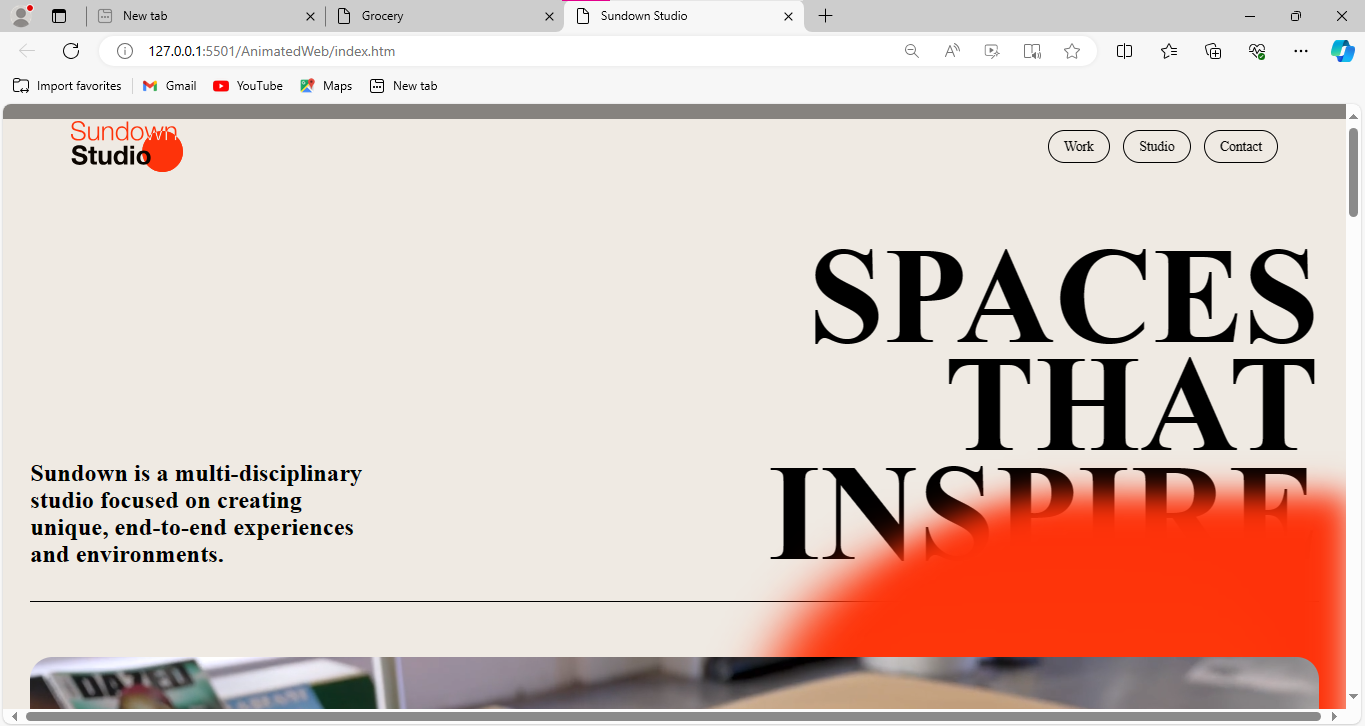 New tab
Grocery
Sundown Studio
127.0.0.1:5501/AnimatedWeb/index.htm
Import favorites
Gmail
YouTube
Maps
New tab
Sundown
Studio
Work
Studio
Contact
SPACES
THAT
INSPIRE
Sundown is a multi-disciplinary
studio focused on creating
unique, end-to-end experiences
and environments.
DAZED